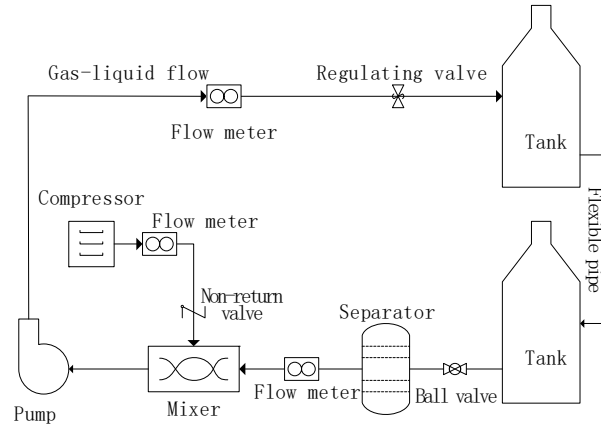 Gas-liquid flow
Regulating valve
Flow meter
Tank
Compressor
Flow meter
Flexible pipe
Non-return
valve
Separator
Tank
Flow meter
Ball valve
Mixer
Pump